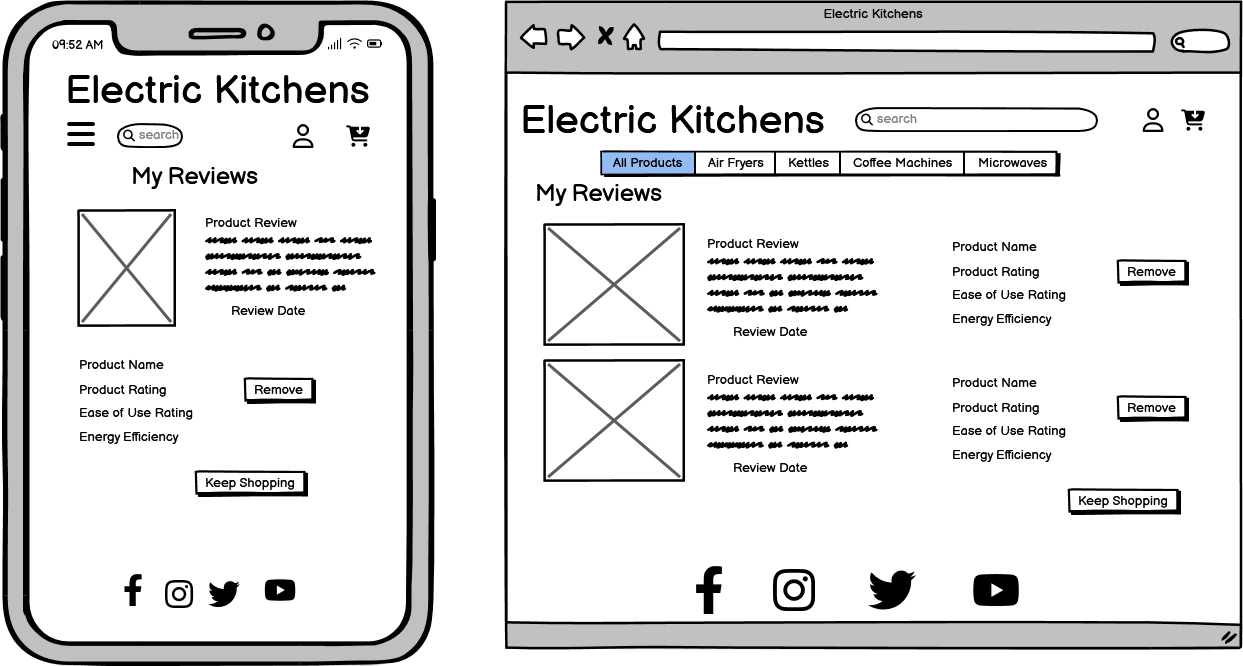 09:52 AM
Electric Kitchens
search
My Reviews
Product Review
Review Date
Product Name
Product Rating
Remove
Ease of Use Rating
Energy Efficiency
Keep Shopping
Electric Kitchens
Electric Kitchens
search
All Products Air Fryers Kettles Coffee Machines Microwaves
My Reviews
Product Review
Review Date
Product Name
Product Rating
Remove
Ease of Use Rating
Energy Efficiency
Product Review
Review Date
Product Name
Product Rating
Remove
Ease of Use Rating
Energy Efficiency
Keep Shopping